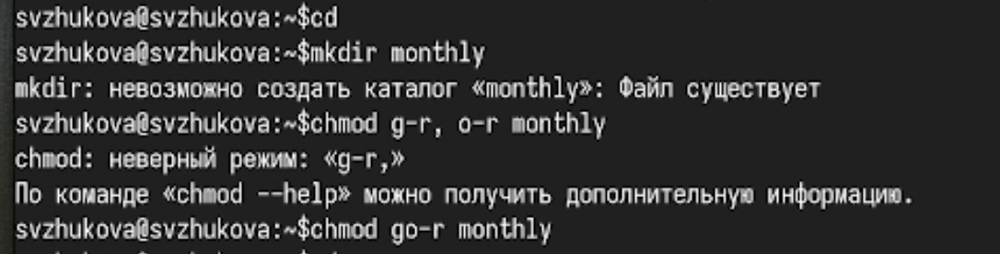 svzhukova@svzhukova:~$cd
svzhukova@svzhukova:~$mkdir monthly
mkdir: невозможно создать каталог «monthly»: Файл существует
svzhukova@svzhukova:~$chmod g-r, o-r monthly
chmod: неверный режим: «g-r,»
По команде «chmod --help» можно получить дополнительную информацию.
svzhukova@svzhukova:~$chmod go-r monthly